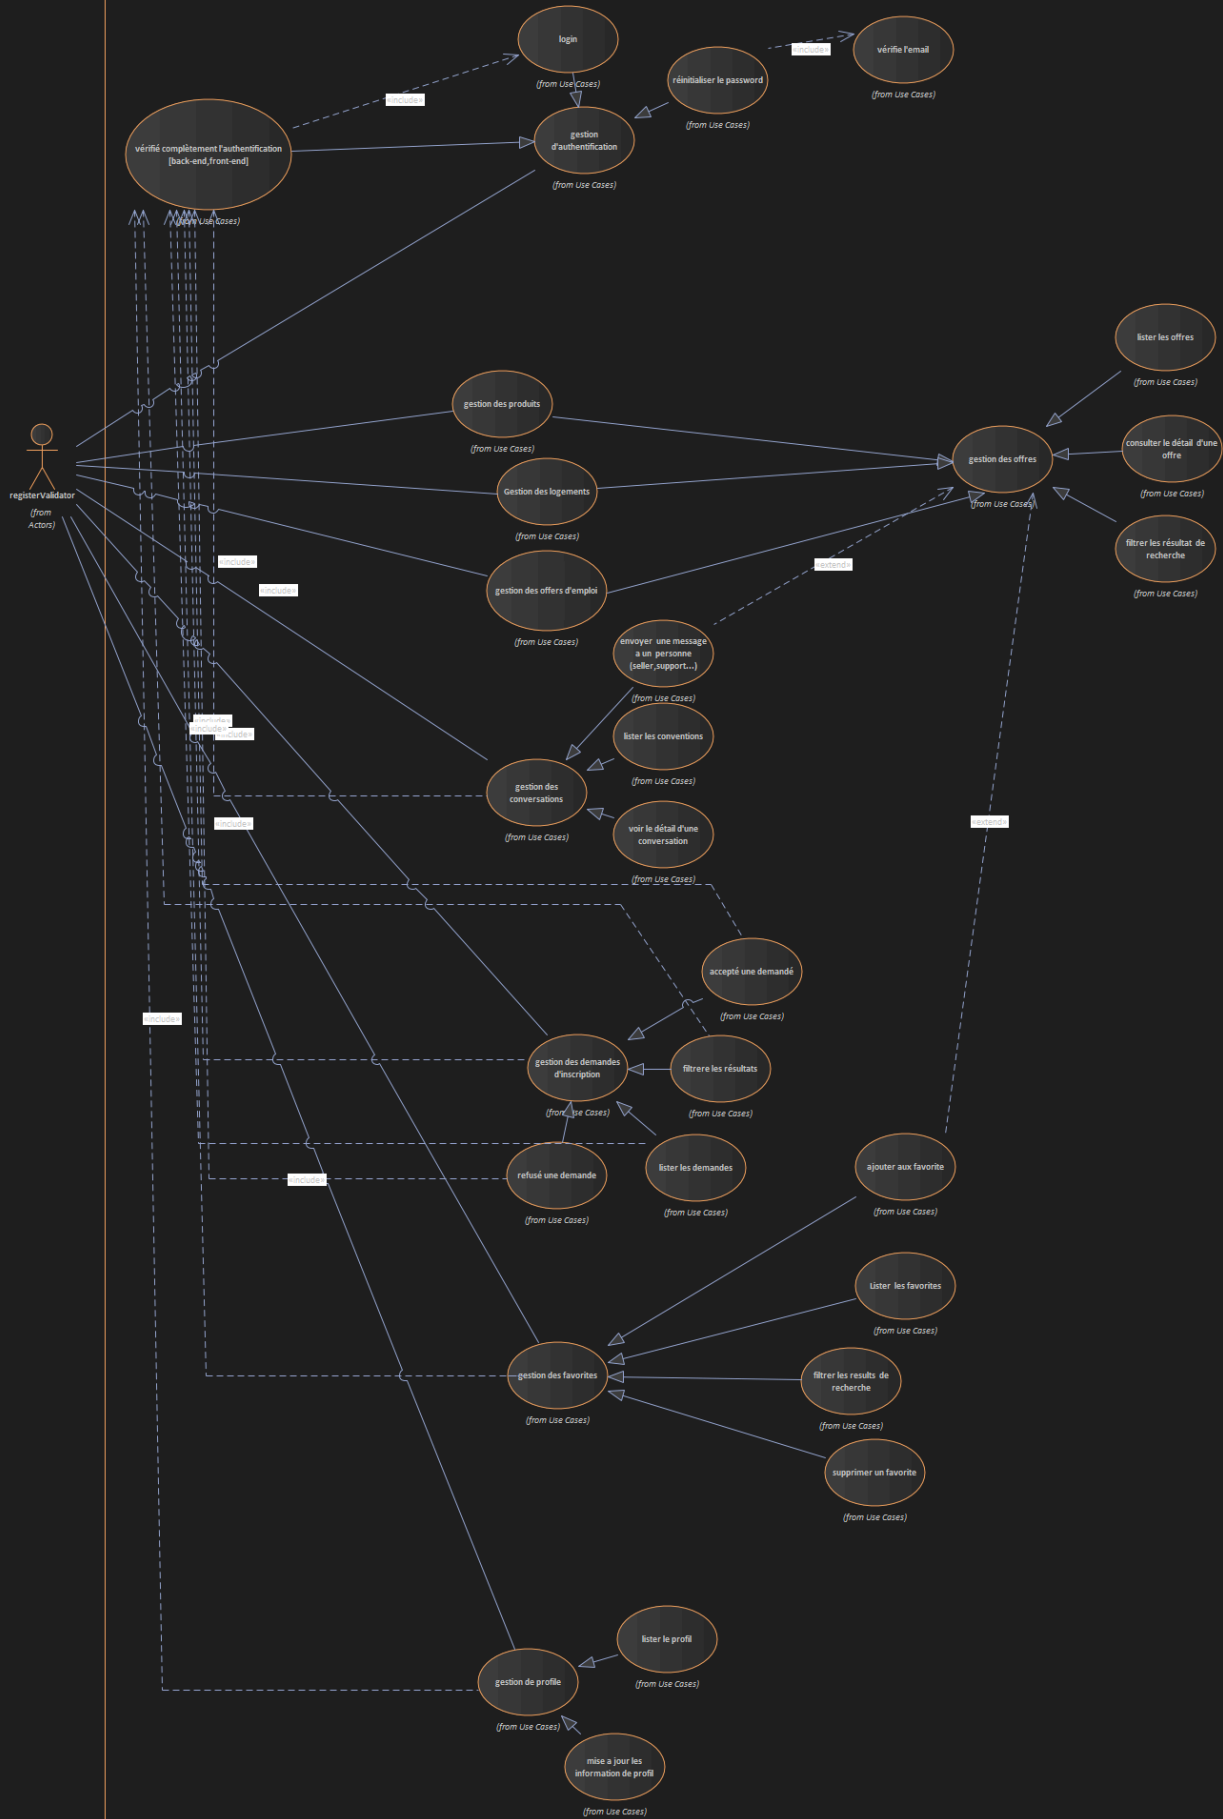 login
(from Use Cases)
«include»
vérifie l'email
(from Use Cases)
réinitialiser le password
(from Use Cases)
«include»
vérifié complètement l'authentification
[back-end,front-end]
(from Use Cases)
gestion
d'authentification
(from Use Cases)
lister les offres
(from Use Cases)
gestion des produits
(from Use Cases)
registerValidator
(from
Actors)
consulter le détail d'une
offre
(from Use Cases)
gestion des offres
(from Use Cases)
Gestion des logements
(from Use Cases)
filtrer les résultat de
recherche
(from Use Cases)
«include»
«include»
«extend»
gestion des offers d'emploi
(from Use Cases)
envoyer une message
a un personne
(seller,support...)
(from Use Cases)
«include»
«include»
«include»
lister les conventions
(from Use Cases)
gestion des
conversations
(from Use Cases)
«include»
«extend»
voir le détail d'une
conversation
(from Use Cases)
accepté une demandé
(from Use Cases)
«include»
gestion des demandes
d'inscription
(from Use Cases)
filtrere les résultats
(from Use Cases)
refusé une demande
(from Use Cases)
lister les demandes
(from Use Cases)
«include»
ajouter aux favorite
(from Use Cases)
Lister les favorites
(from Use Cases)
gestion des favorites
(from Use Cases)
filtrer les results de
recherche
(from Use Cases)
supprimer un favorite
(from Use Cases)
lister le profil
(from Use Cases)
gestion de profile
(from Use Cases)
mise a jour les
information de profil
(from Use Cases)